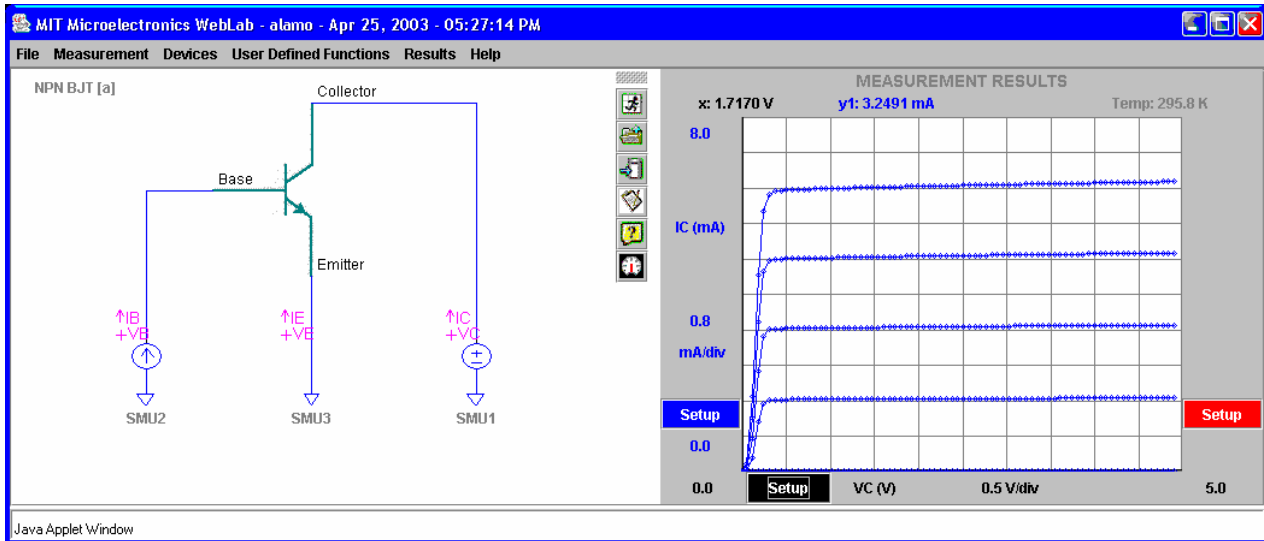 MIT Microelectronics WebLab - alamo - Apr 25, 2003 - 05:27:14 PM
File Measurement Devices User Defined Functions Results Help
NPN BJT [a]
Collector
Base
Emitter
↑IB
+VB
↑IE
+VE
↑IC
+VC
SMU2
SMU3
SMU1
MEASUREMENT RESULTS
x: 1.7170 V y1: 3.2491 mA Temp: 295.8 K
8.0
IC (mA)
0.8
mA/div
Setup
Setup
0.0
0.0 Setup VC (V) 0.5 V/div 5.0
Java Applet Window